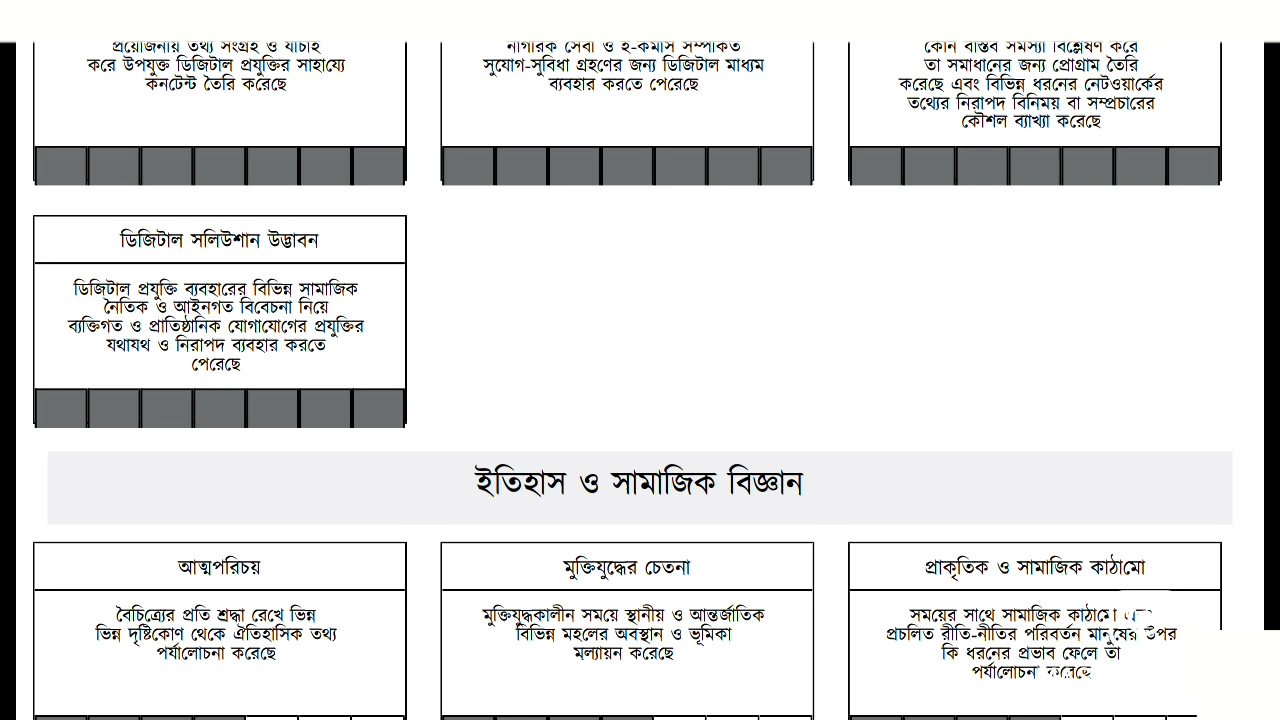 প্রয়োজনীয় তথ্য সংগ্রহ ও যাচাই
করে উপযুক্ত ডিজিটাল প্রযুক্তির সাহায্যে
কনটেন্ট তৈরি করেছে
নাগরিক সেবা ও ই-কমার্স সম্পর্কিত
সুযোগ-সুবিধা গ্রহণের জন্য ডিজিটাল মাধ্যম
ব্যবহার করতে পেরেছে
কোন বাস্তব সমস্যা বিশ্লেষণ করে
তা সমাধানের জন্য প্রোগ্রাম তৈরি
করেছে এবং বিভিন্ন ধরনের নেটওয়ার্কের
তথ্যের নিরাপদ বিনিময় বা সম্প্রচারের
কৌশল ব্যাখ্যা করেছে
ডিজিটাল সলিউশান উদ্ভাবন
ডিজিটাল প্রযুক্তি ব্যবহারের বিভিন্ন সামাজিক
নৈতিক ও আইনগত বিবেচনা নিয়ে
ব্যক্তিগত ও প্রাতিষ্ঠানিক যোগাযোগের প্রযুক্তির
যথাযথ ও নিরাপদ ব্যবহার করতে
পেরেছে
ইতিহাস ও সামাজিক বিজ্ঞান
আত্মপরিচয়
বৈচিত্র্যের প্রতি শ্রদ্ধা রেখে ভিন্ন
ভিন্ন দৃষ্টিকোণ থেকে ঐতিহাসিক তথ্য
পর্যালোচনা করেছে
মুক্তিযুদ্ধের চেতনা
মুক্তিযুদ্ধকালীন সময়ে স্থানীয় ও আন্তর্জাতিক
বিভিন্ন মহলের অবস্থান ও ভূমিকা
মল্যায়ন করেছে
প্রাকৃতিক ও সামাজিক কাঠামো
সময়ের সাথে সামাজিক কাঠামো
প্রচলিত রীতি-নীতির পরিবর্তন মানুষের উপর
কি ধরনের প্রভাব ফেলে তা
পর্যালোচনা করেছে